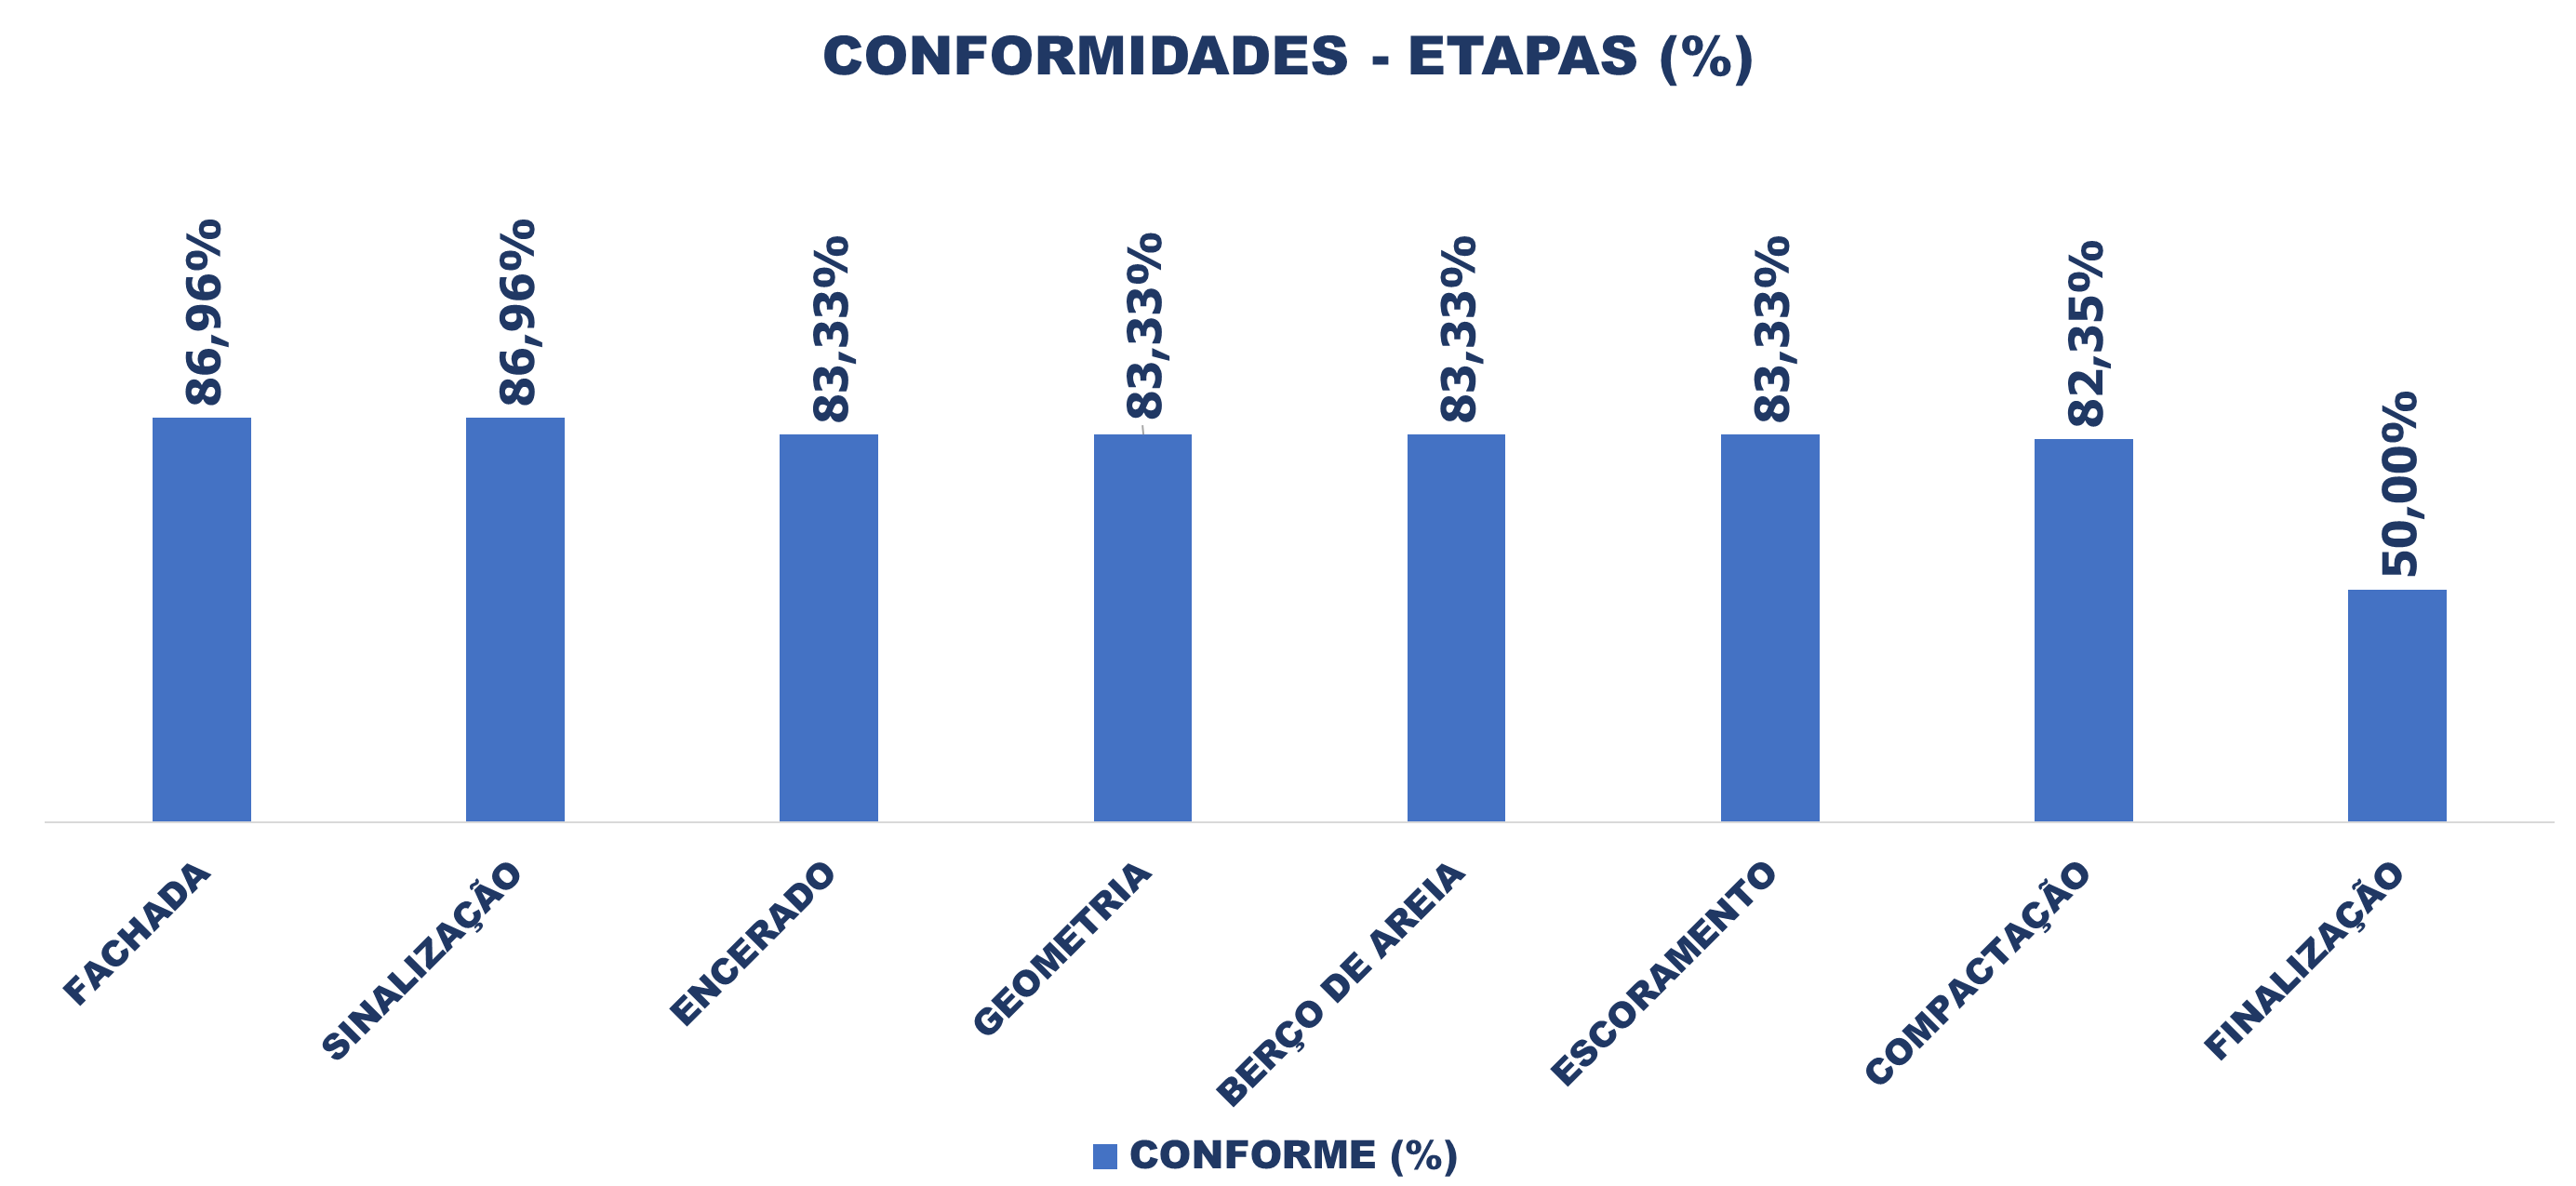 CONFORMIDADES - ETAPAS (%)
86,96%
86,96%
83,33%
83,33%
83,33%
83,33%
82,35%
50,00%
FACHADA
SINALIZAÇÃO
ENCERADO
GEOMETRIA
BERÇO DE AREIA
ESCORAMENTO
COMPACTAÇÃO
FINALIZAÇÃO
CONFORME (%)